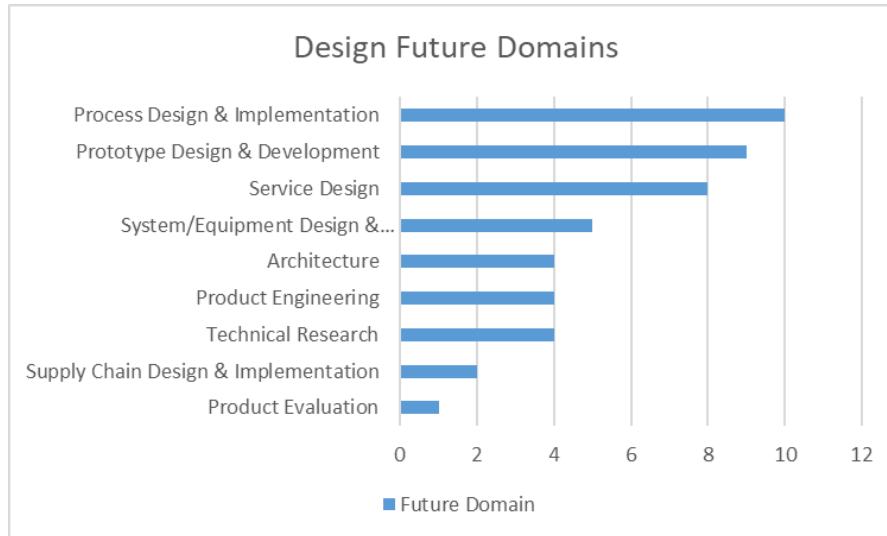 Design Future Domains
Process Design & Implementation
Prototype Design & Development
Service Design
System/Equipment Design &...
Architecture
Product Engineering
Technical Research
Supply Chain Design & Implementation
Product Evaluation
0 2 4 6 8 10 12
Future Domain